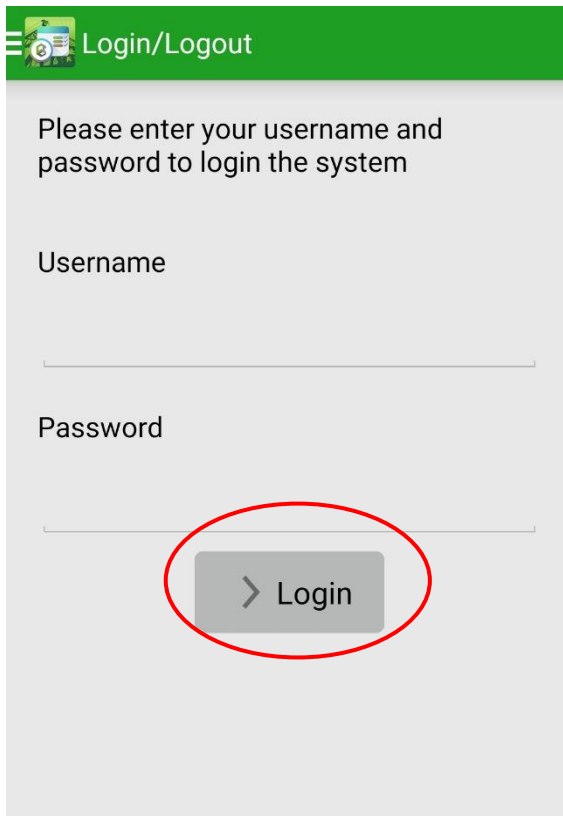 Login/Logout
Please enter your username and
password to login the system
Username
Password
Login